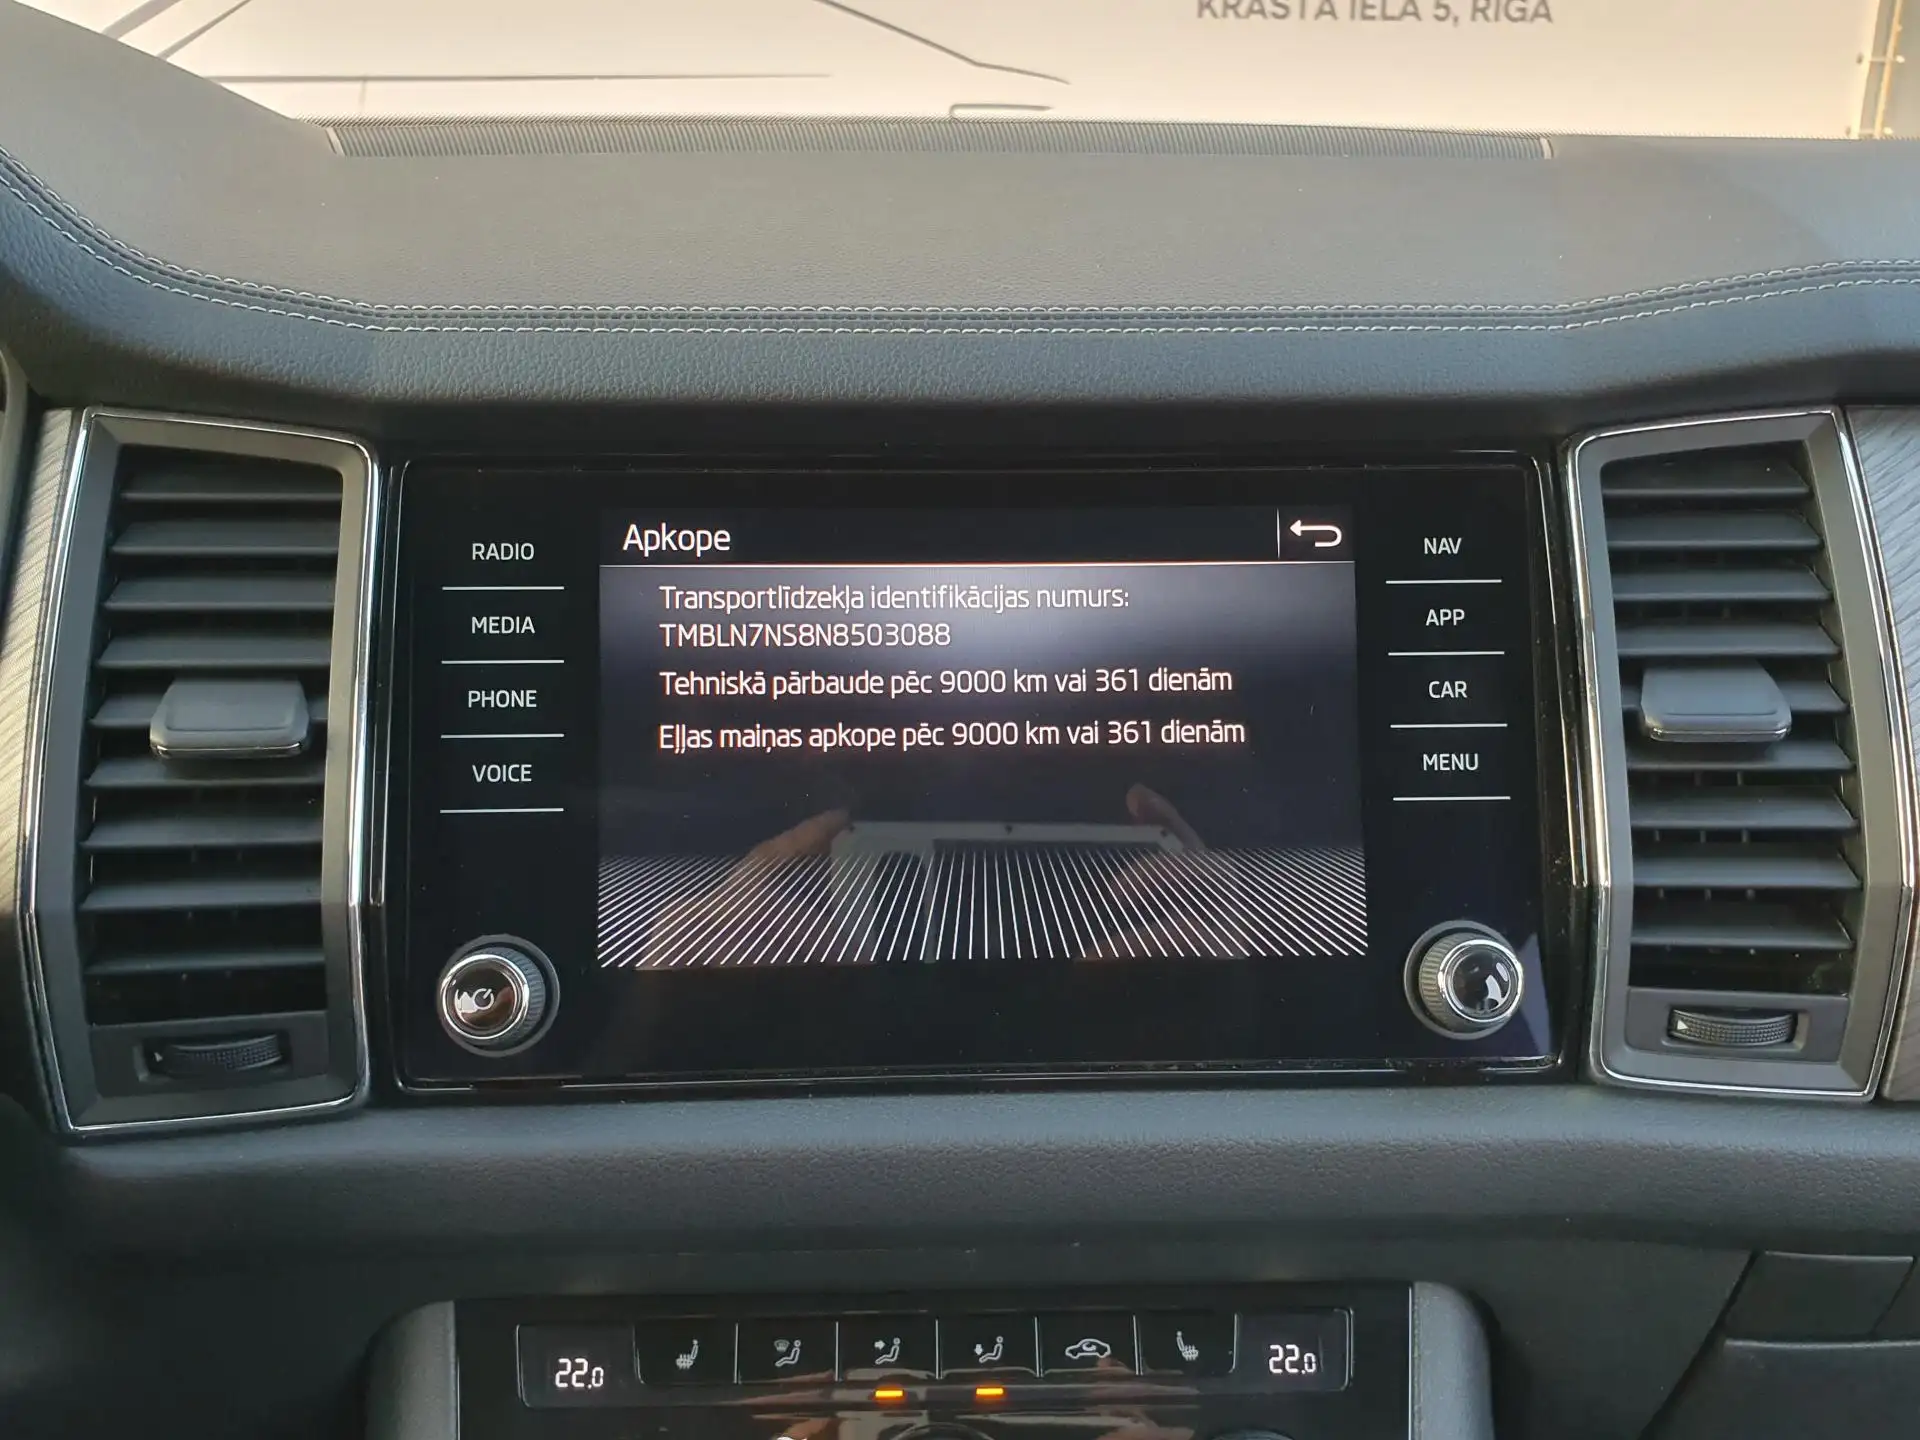 KRASTA IELA 5, RIGA
Apkope
Transportlīdzekļa identifikācijas numurs:
TMBLN7NS8N8503088
Tehniskā pārbaude pēc 9000 km vai 361 dienām
Eļļas maiņas apkope pēc 9000 km vai 361 dienām
RADIO
MEDIA
PHONE
VOICE
NAV
APP
CAR
MENU
22.0
22.0